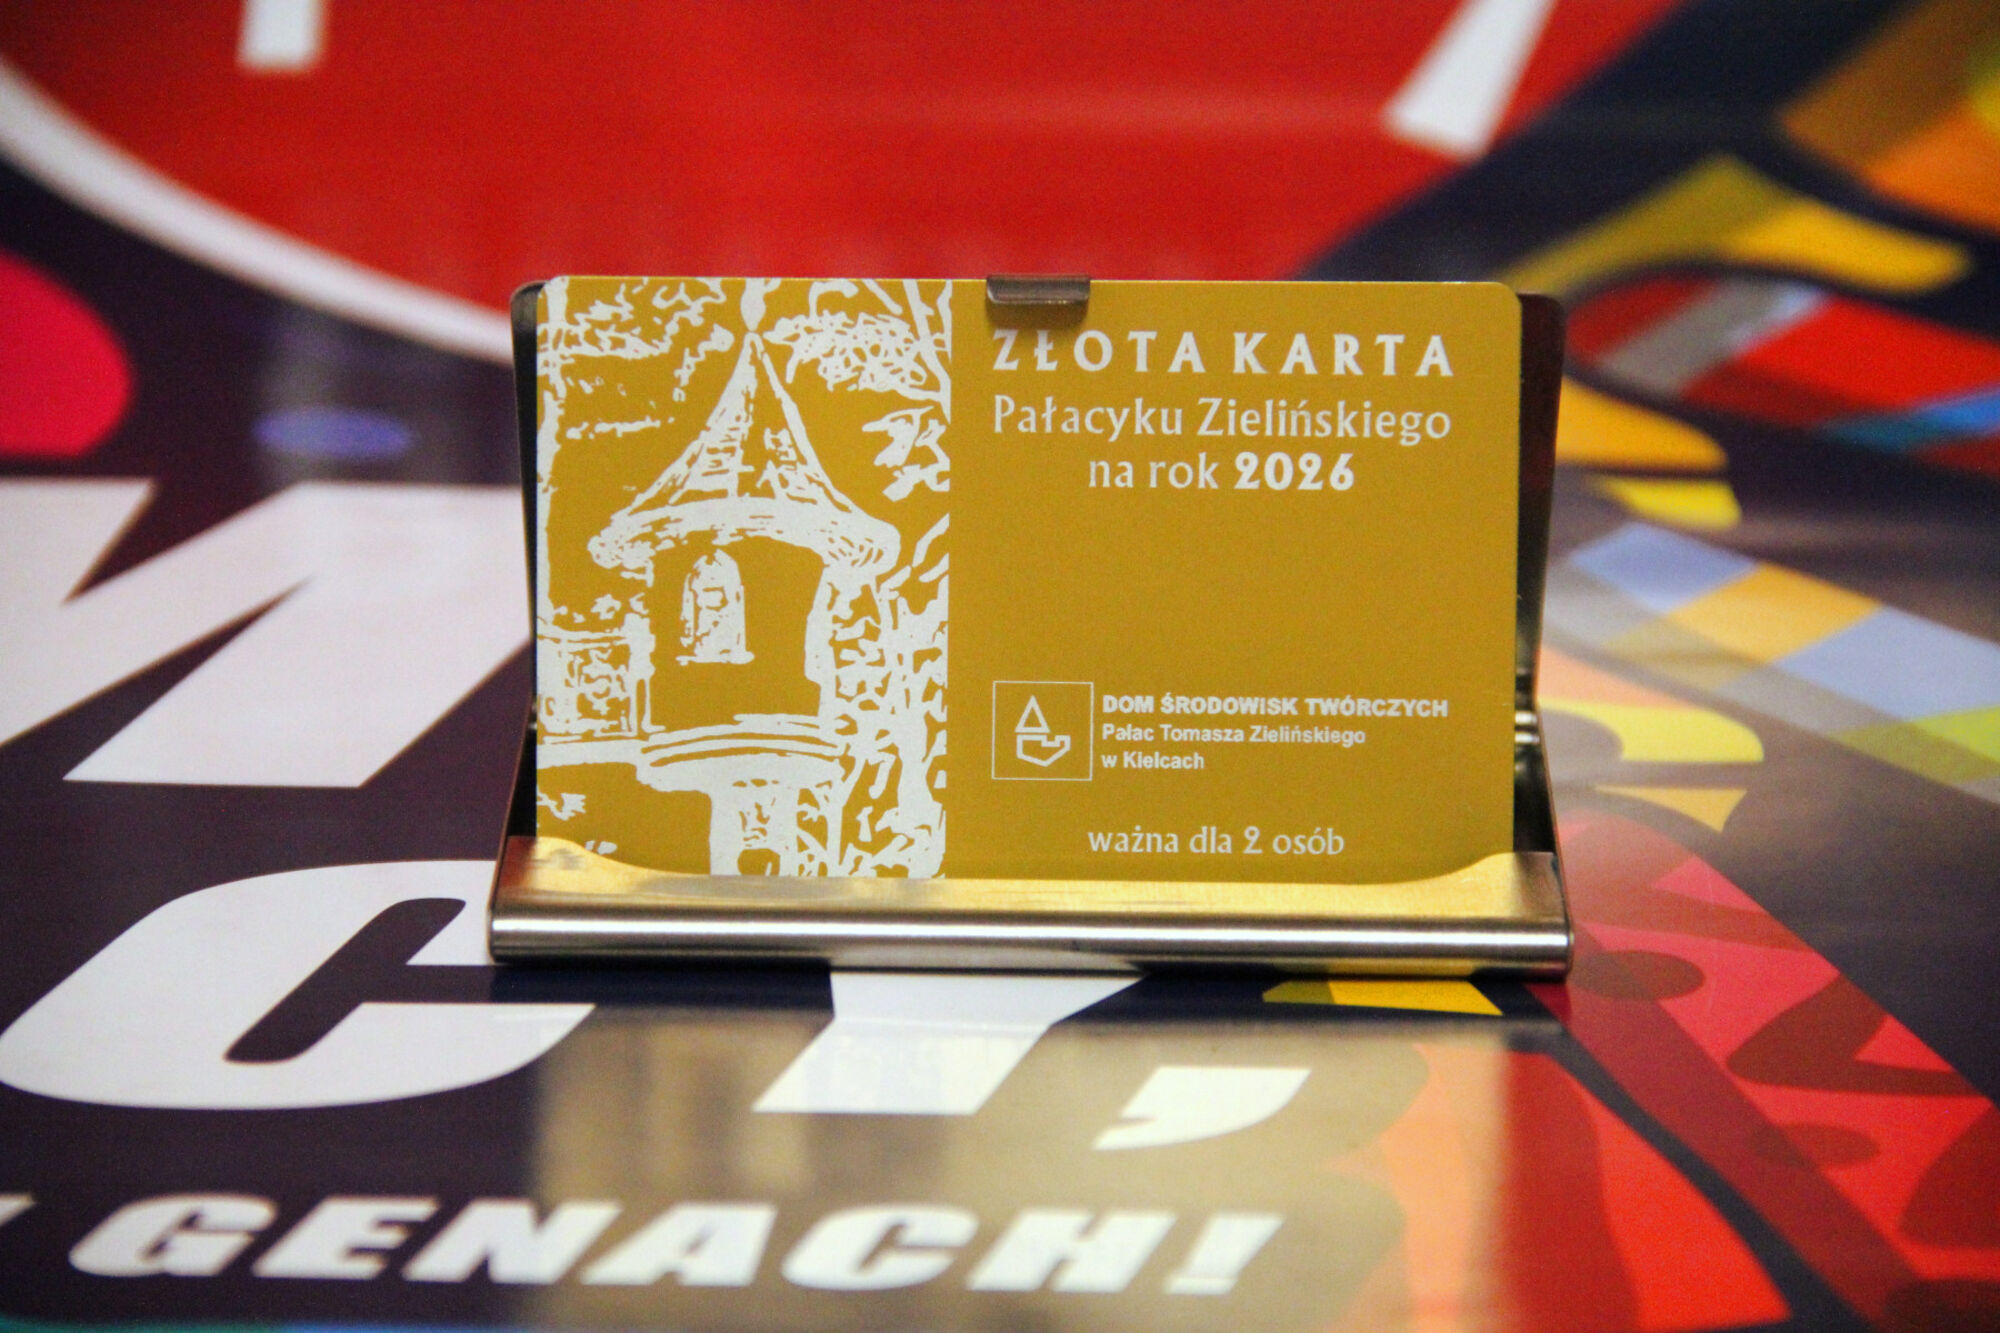 ZŁOTA KARTA
Pałacyku Zielińskiego
na rok 2026
DOM ŚRODOWISK TWÓRCZYCH
Pałac Tomasza Zielińskiego
w Kielcach
ważna dla 2 osób
CY,
GENACH!